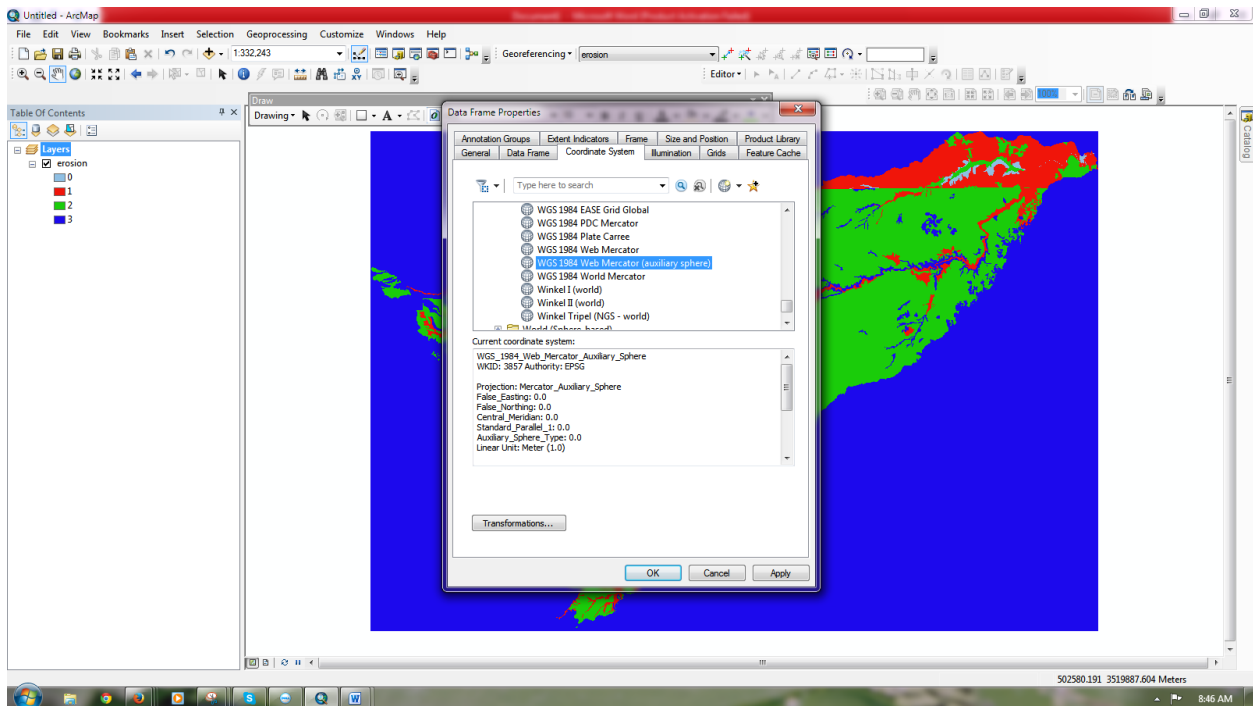 Untitled - ArcMap
File Edit View Bookmarks Insert Selection Geoprocessing Customize Windows Help
1:332,243
Georeferencing
erosion
Editor
Draw
Drawing
A
100%
Table Of Contents
Layers
erosion
0
1
2
3
Catalog
Data Frame Properties
Annotation Groups Extent Indicators Frame Size and Position Product Library
General Data Frame Coordinate System Illumination Grids Feature Cache
Type here to search
WGS 1984 EASE Grid Global
WGS 1984 PDC Mercator
WGS 1984 Plate Carree
WGS 1984 Web Mercator
WGS 1984 Web Mercator (auxiliary sphere)
WGS 1984 World Mercator
Winkel I (world)
Winkel II (world)
Winkel Tripel (NGS - world)
World (Sphere-based)
Current coordinate system:
WGS_1984_Web_Mercator_Auxiliary_Sphere
WKID: 3857 Authority: EPSG
Projection: Mercator_Auxiliary_Sphere
False_Easting: 0.0
False_Northing: 0.0
Central_Meridian: 0.0
Standard_Parallel_1: 0.0
Auxiliary_Sphere_Type: 0.0
Linear Unit: Meter (1.0)
Transformations...
OK Cancel Apply
502580.191 3519887.604 Meters
8:46 AM